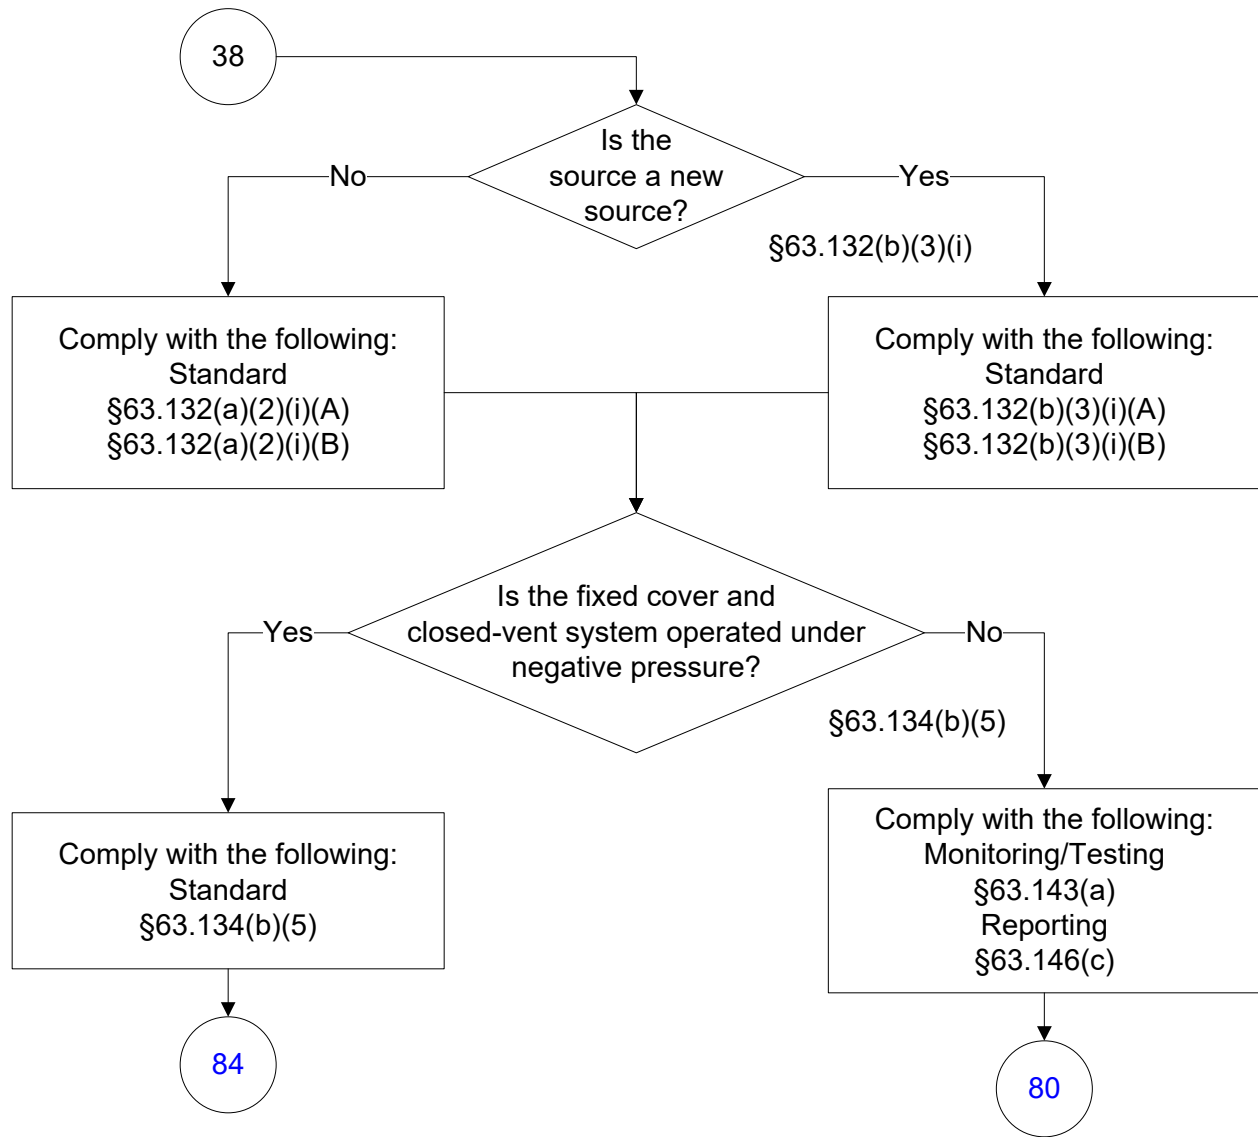 38
Is the
source a new
source?
No
Yes
§63.132(b)(3)(i)
Comply with the following:
Standard
§63.132(a)(2)(i)(A)
§63.132(a)(2)(i)(B)
Comply with the following:
Standard
§63.132(b)(3)(i)(A)
§63.132(b)(3)(i)(B)
Is the fixed cover and
closed-vent system operated under
negative pressure?
Yes
No
§63.134(b)(5)
Comply with the following:
Standard
§63.134(b)(5)
Comply with the following:
Monitoring/Testing
§63.143(a)
Reporting
§63.146(c)
84
80